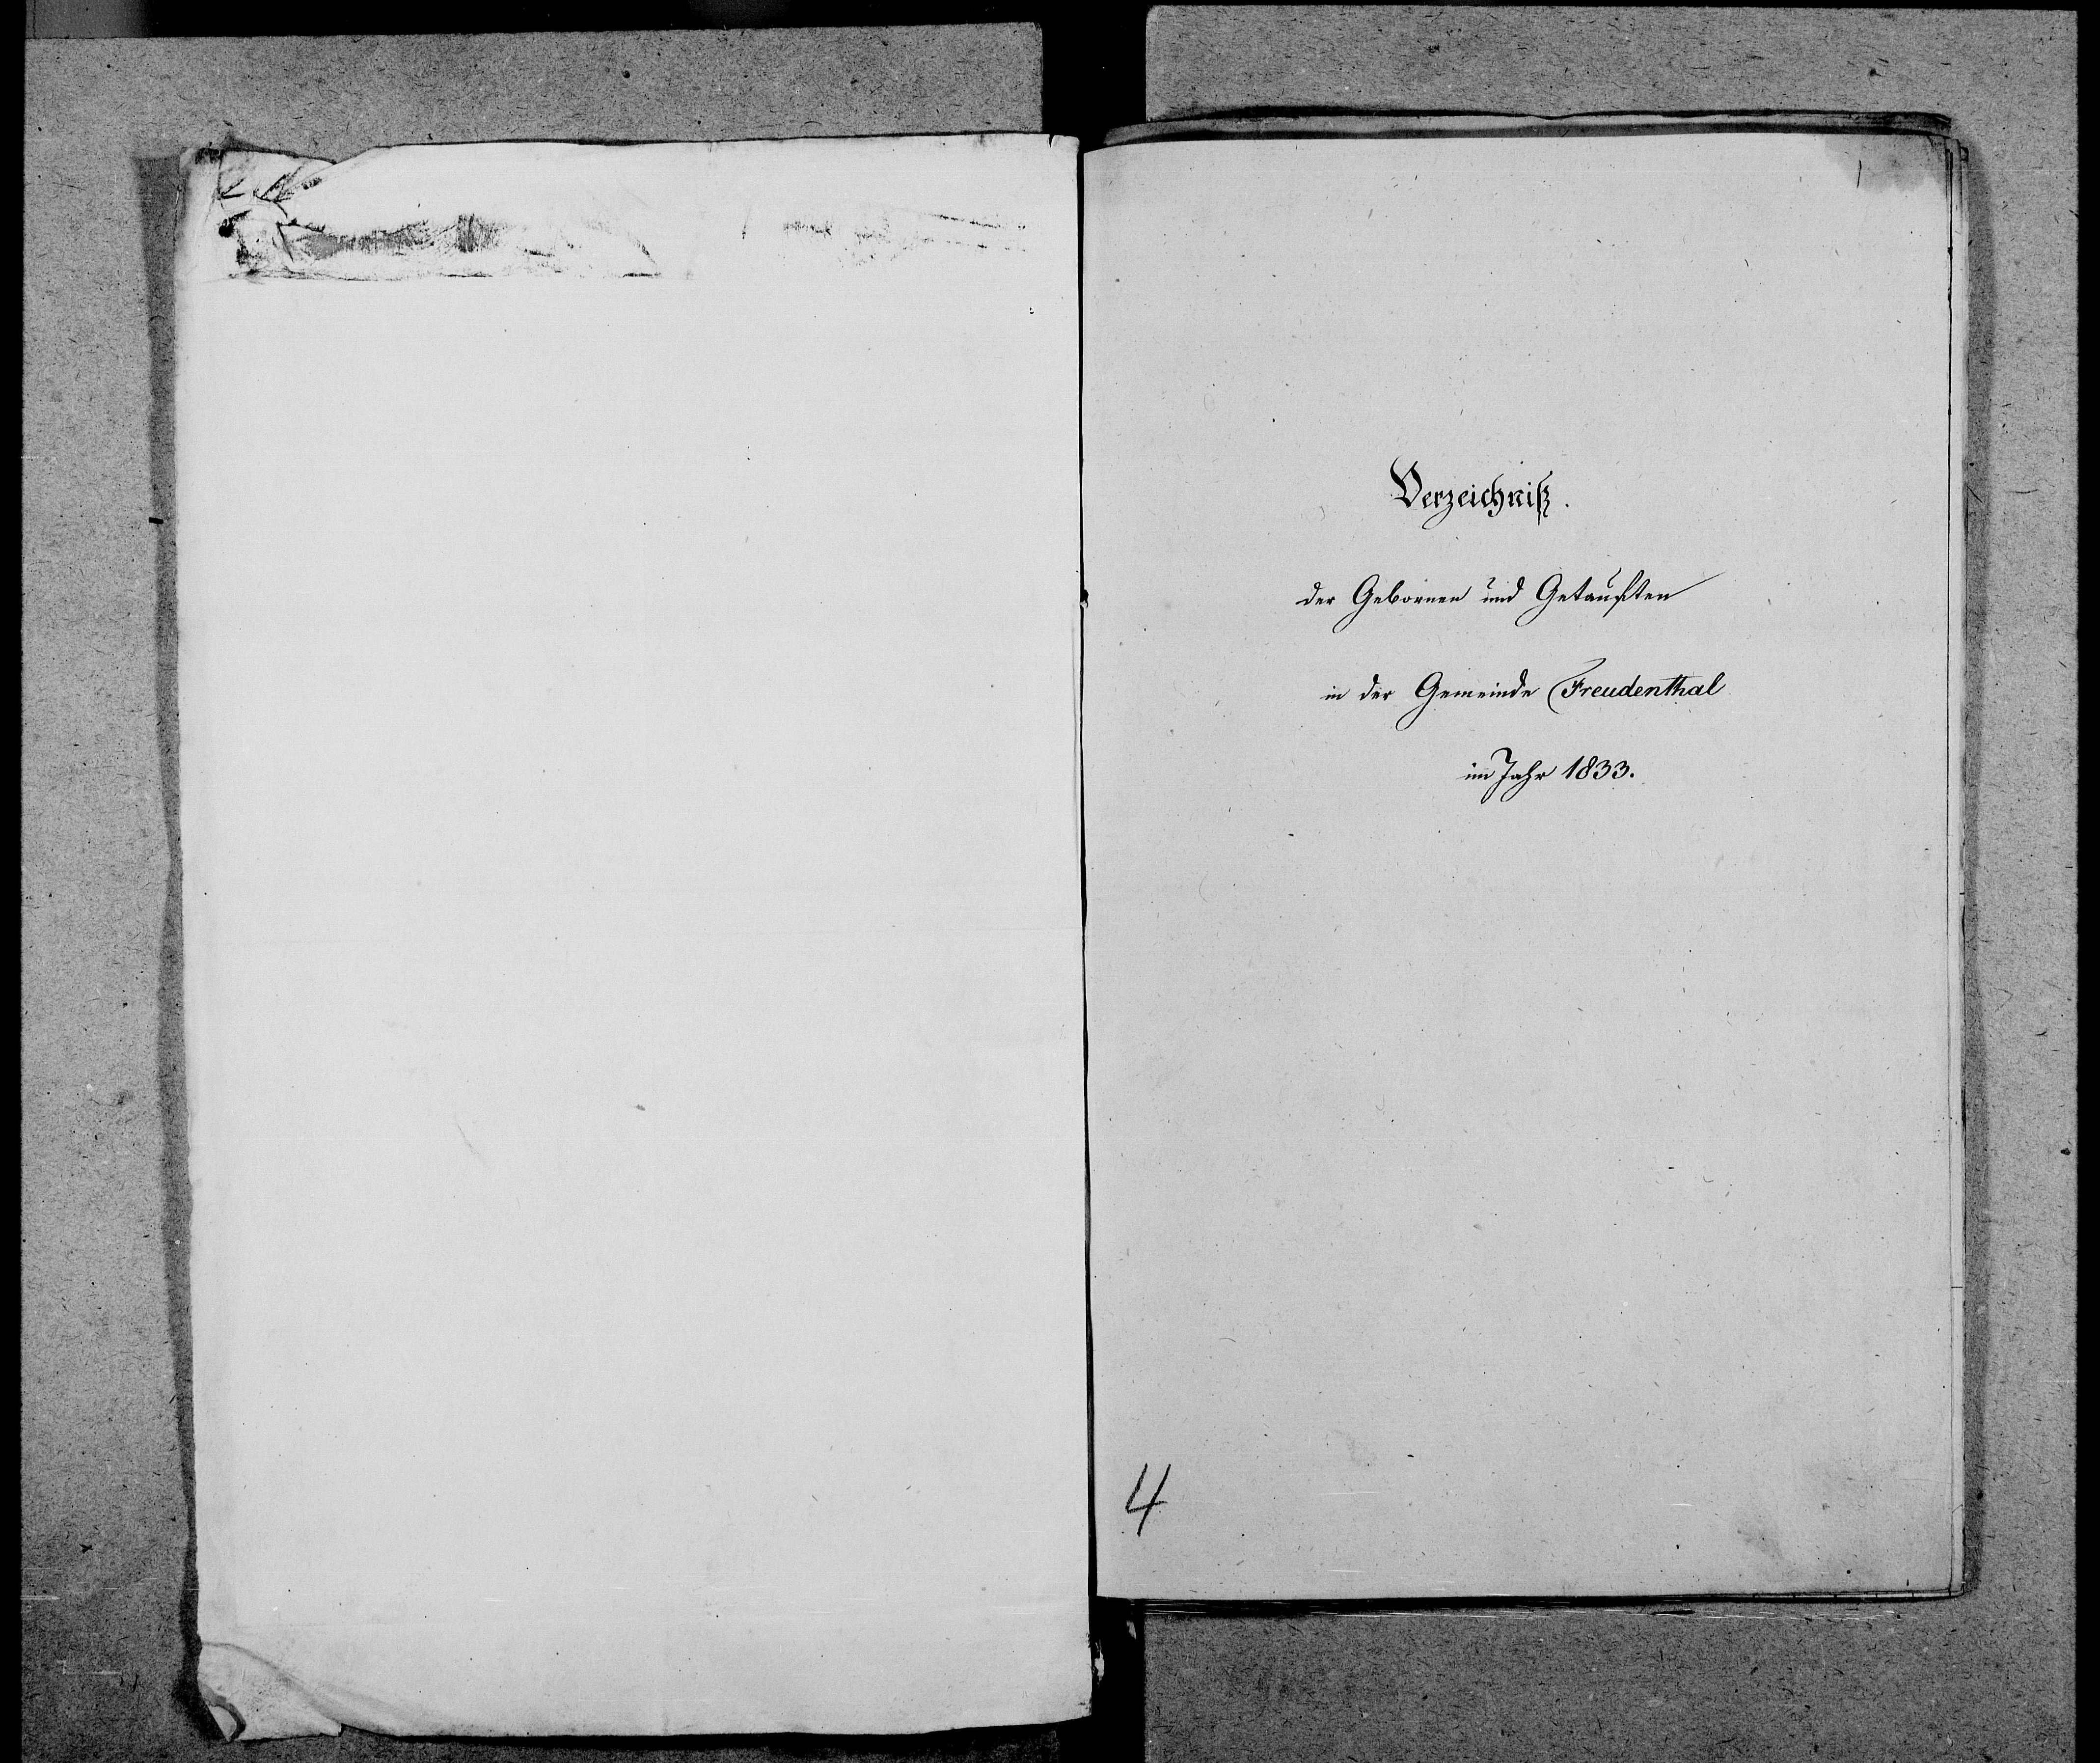 1
Verzeichniß.
der Gebornen und Getauften
in der Gemeinde Freudenthal
im Jahr 1833.
4